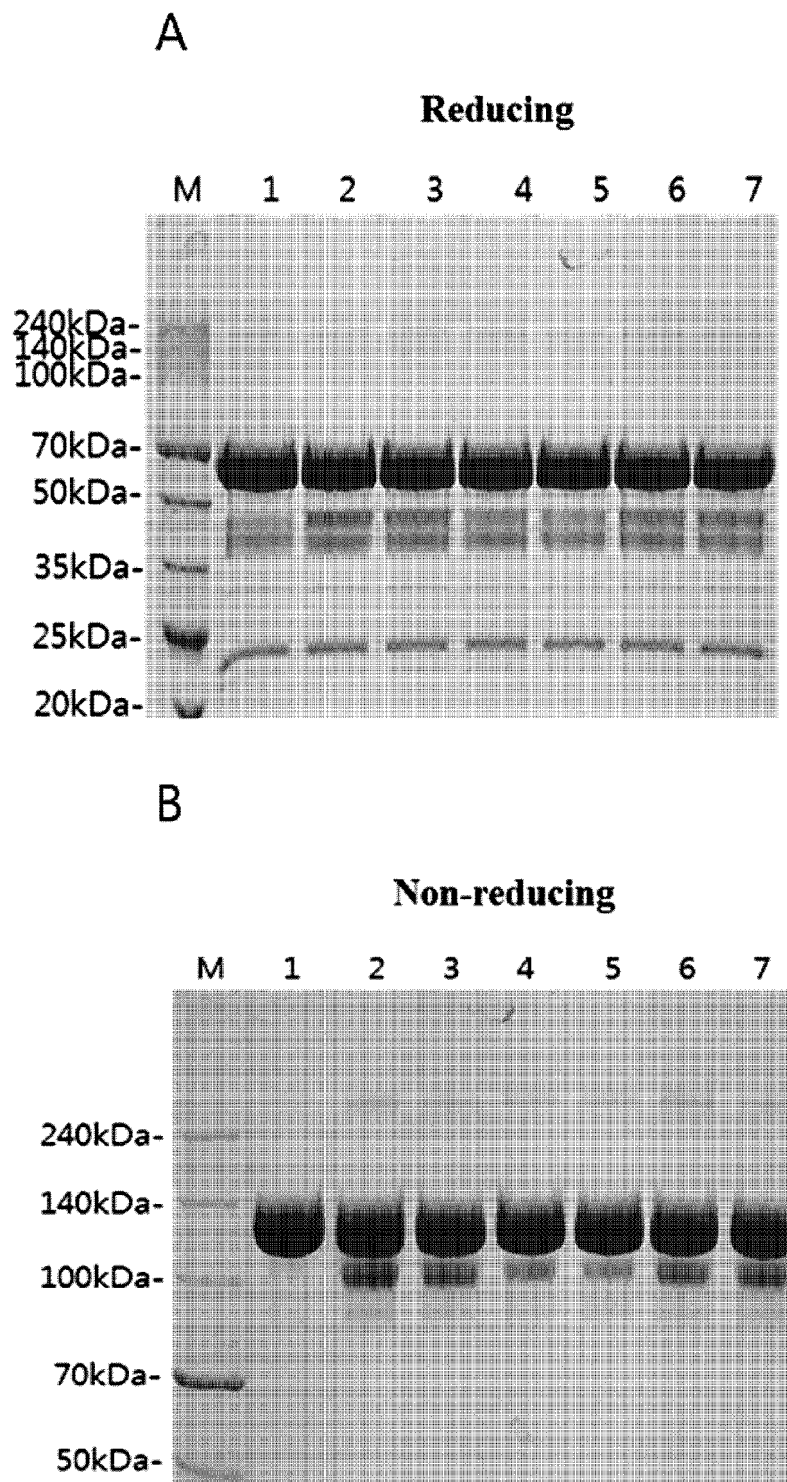 A
Reducing
M 1 2 3 4 5 6 7
240kDa-
140kDa-
100kDa-
70kDa-
50kDa-
35kDa-
25kDa-
20kDa-
B
Non-reducing
M 1 2 3 4 5 6 7
240kDa-
140kDa-
100kDa-
70kDa-
50kDa-